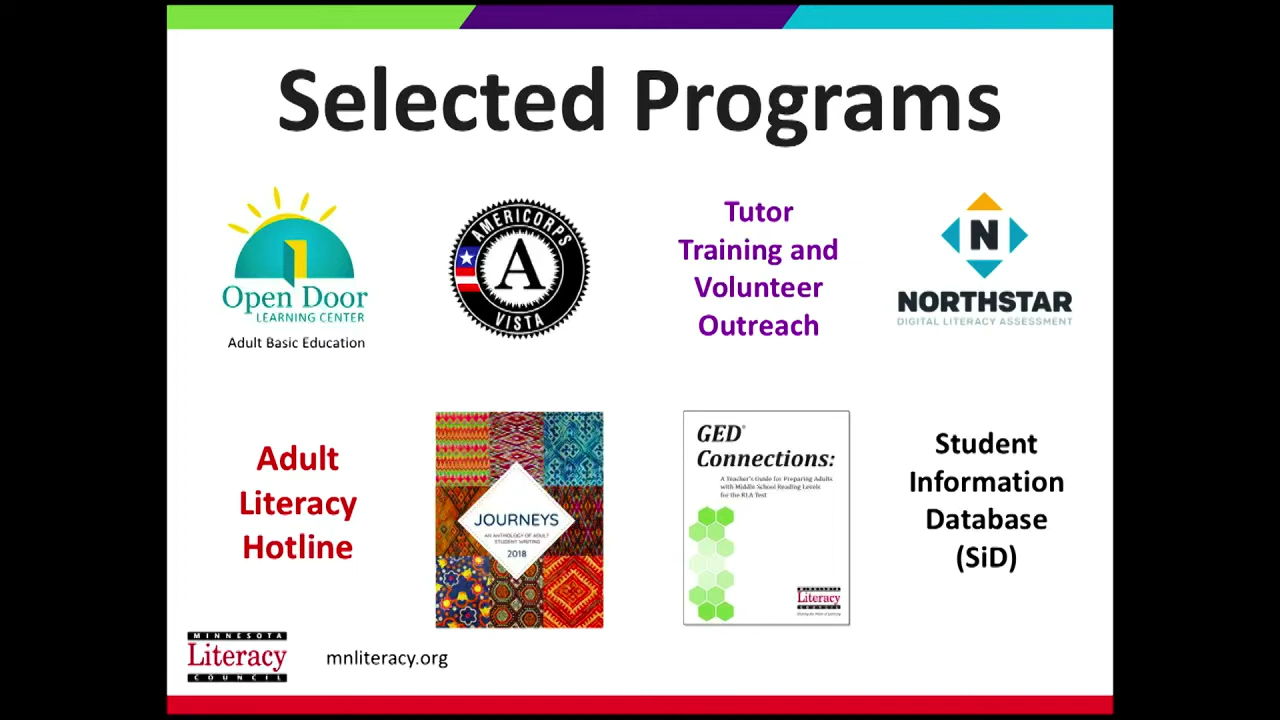 Selected Programs
Open Door
LEARNING CENTER
Adult Basic Education
AMERICORPS
A
VISTA
Tutor
Training and
Volunteer
Outreach
N
NORTHSTAR
DIGITAL LITERACY ASSESSMENT
Adult
Literacy
Hotline
JOURNEYS
AN ANTHOLOGY OF ADULT
STUDENT WRITING
2018
GED®
Connections:
A Teacher's Guide for Preparing Adults
with Middle School Reading Levels
for the RLA Test
MINNESOTA
Literacy
COUNCIL
Student
Information
Database
(SiD)
MINNESOTA
Literacy
COUNCIL
mnliteracy.org